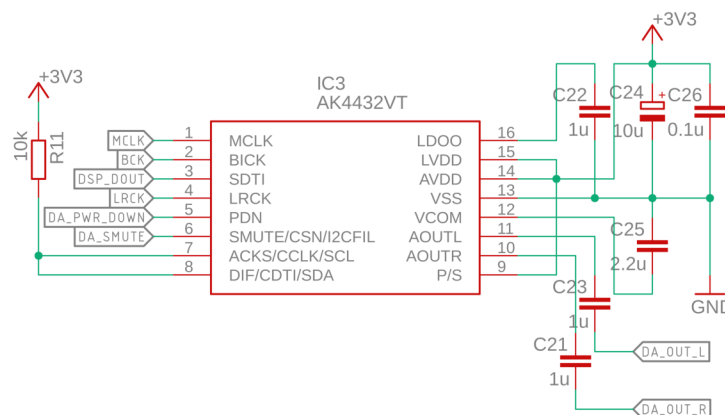 +3V3
+3V3
IC3
AK4432VT
C22
1u
C24
+
10u
C26
0.1u
10k
R11
MCLK
BCK
DSP_DOUT
LRCK
DA_PWR_DOWN
DA_SMUTE
1 MCLK LDOO 16
2 BICK LVDD 15
3 SDTI AVDD 14
4 LRCK VSS 13
5 PDN VCOM 12
6 SMUTE/CSN/I2CFIL AOUTL 11
7 ACKS/CCLK/SCL AOUTR 10
8 DIF/CDTI/SDA P/S 9
C25
2.2u
C23
1u
GND
C21
1u
DA_OUT_L
DA_OUT_R